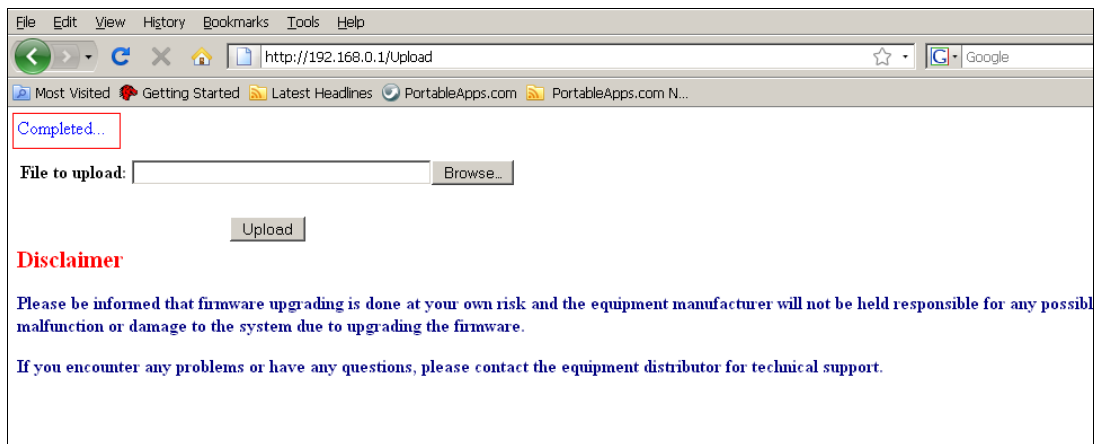 File Edit View History Bookmarks Tools Help
http://192.168.0.1/Upload Google
Most Visited Getting Started Latest Headlines PortableApps.com PortableApps.com N...
Completed...
File to upload: Browse...
Upload
Disclaimer
Please be informed that firmware upgrading is done at your own risk and the equipment manufacturer will not be held responsible for any possibl
malfunction or damage to the system due to upgrading the firmware.
If you encounter any problems or have any questions, please contact the equipment distributor for technical support.